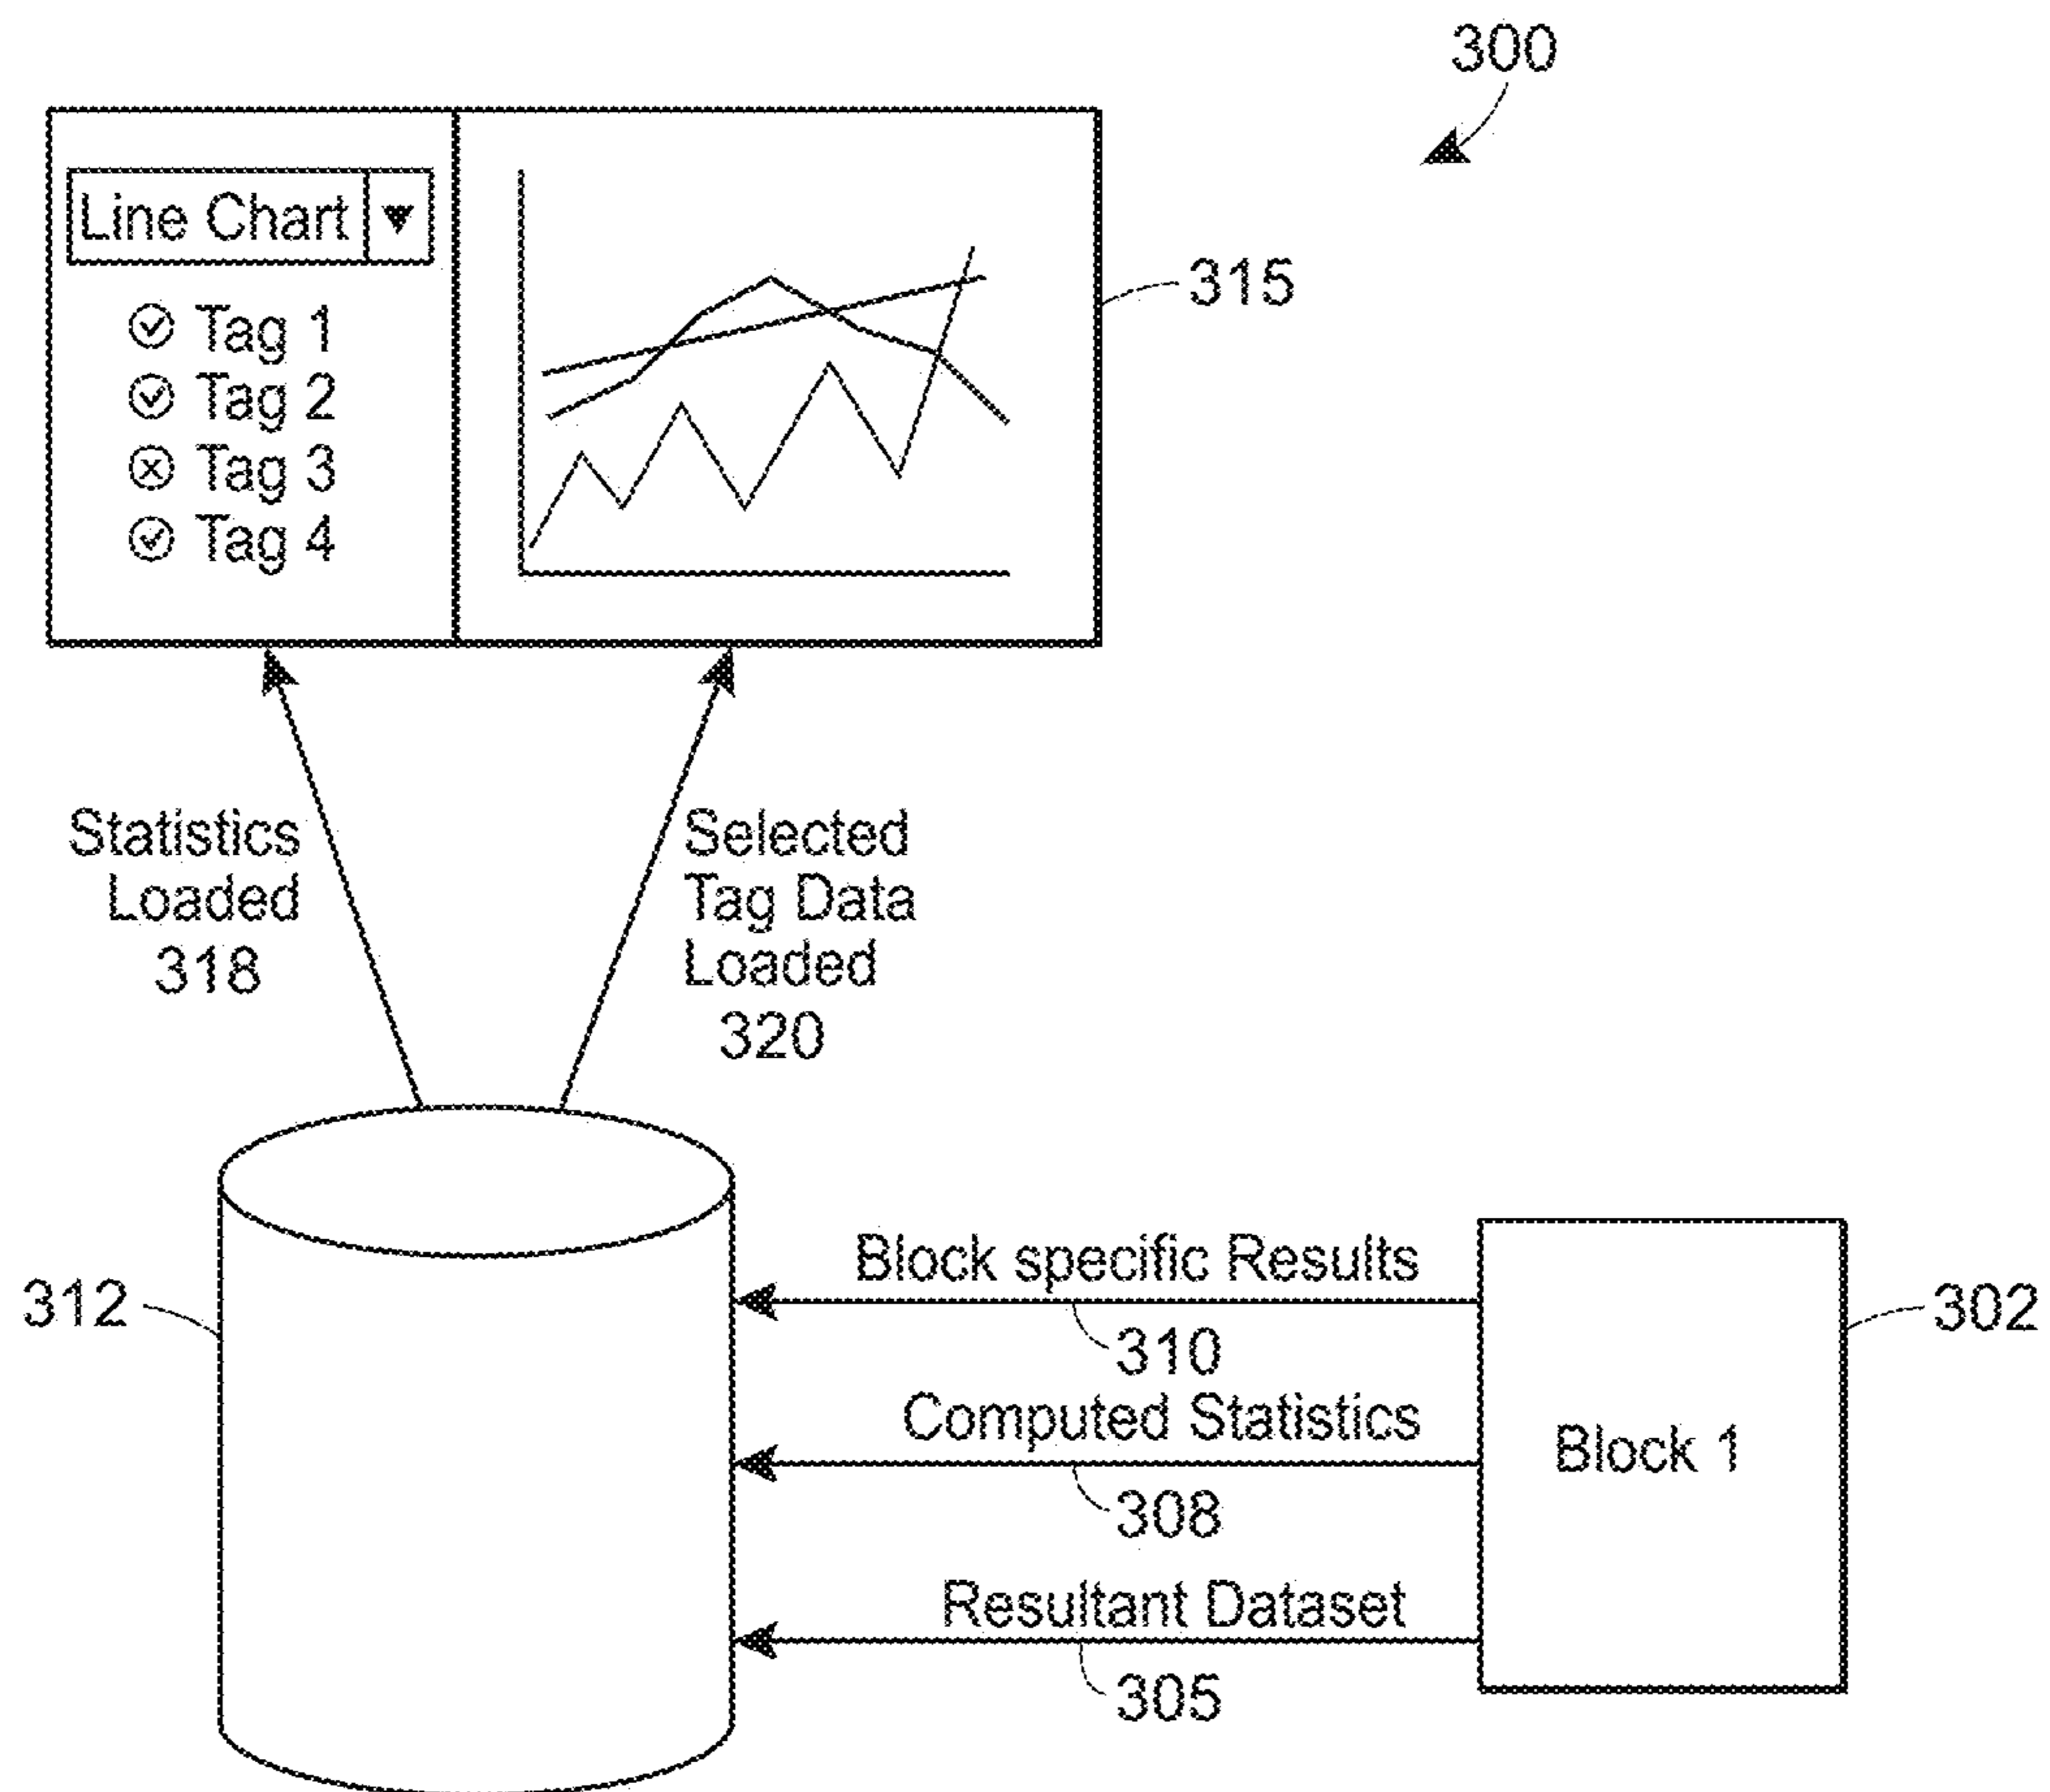 300
Line Chart
Tag 1
Tag 2
Tag 3
Tag 4
315
Statistics
Loaded
318
Selected
Tag Data
Loaded
320
312
Block specific Results
310
Computed Statistics
308
Resultant Dataset
305
Block 1
302